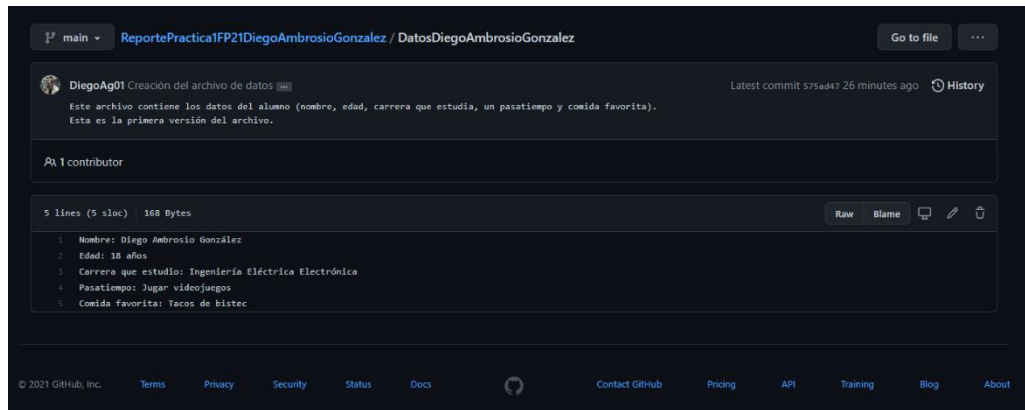 main ReportePractica1FP21DiegoAmbrosioGonzalez / DatosDiegoAmbrosioGonzalez Go to file ...
DiegoAg01 Creación del archivo de datos ... Latest commit 575ad47 26 minutes ago History
Este archivo contiene los datos del alumno (nombre, edad, carrera que estudia, un pasatiempo y comida favorita).
Esta es la primera versión del archivo.
1 contributor
5 lines (5 sloc) 168 Bytes Raw Blame
1 Nombre: Diego Ambrosio González
2 Edad: 18 años
3 Carrera que estudio: Ingeniería Eléctrica Electrónica
4 Pasatiempo: Jugar videojuegos
5 Comida favorita: Tacos de bistec
© 2021 GitHub, Inc. Terms Privacy Security Status Docs Contact GitHub Pricing API Training Blog About